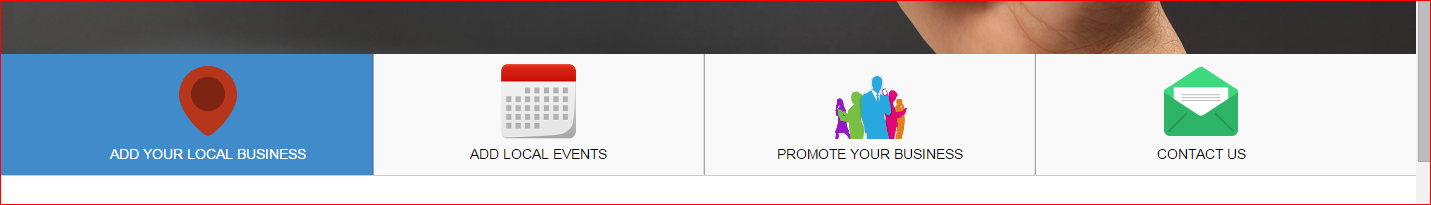 ADD YOUR LOCAL BUSINESS
ADD LOCAL EVENTS
PROMOTE YOUR BUSINESS
CONTACT US